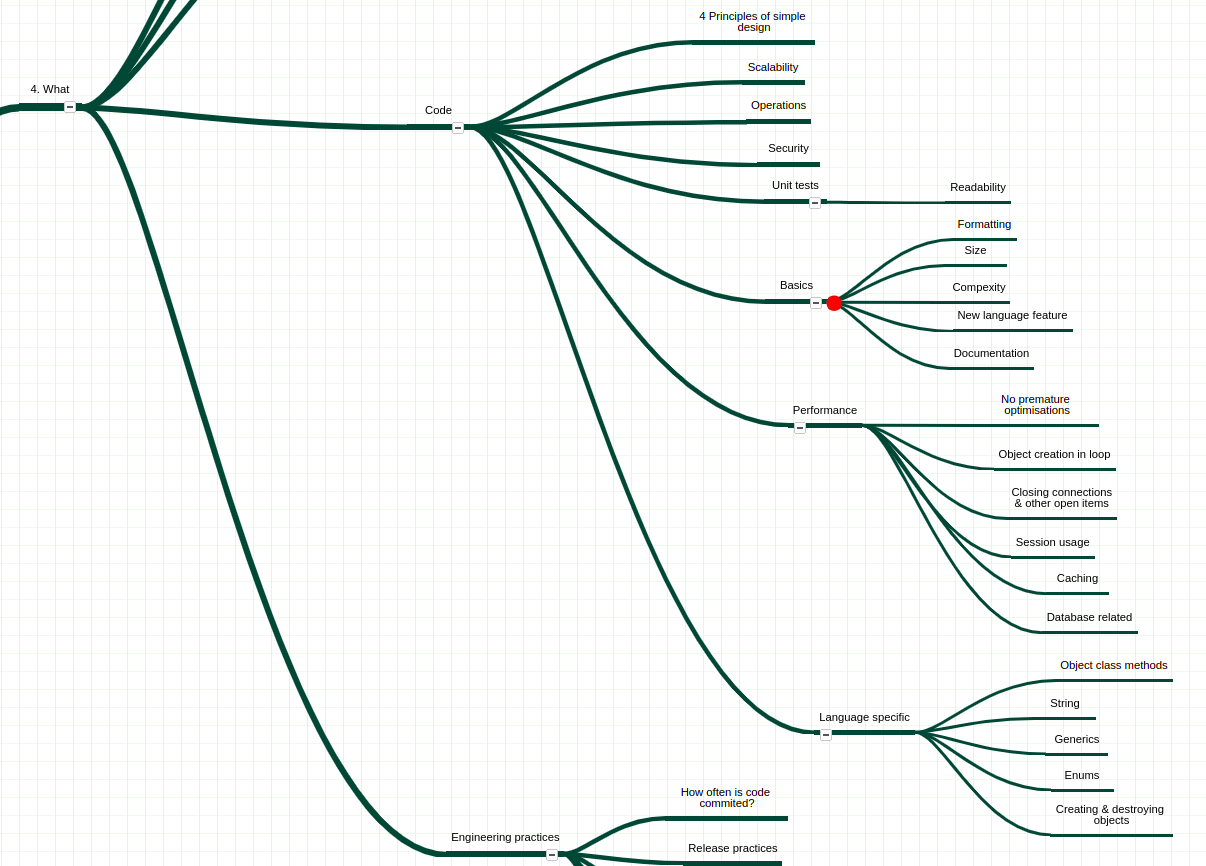 4. What
Code
4 Principles of simple
design
Scalability
Operations
Security
Unit tests
Readability
Basics
Formatting
Size
Compexity
New language feature
Documentation
Performance
No premature
optimisations
Object creation in loop
Closing connections
& other open items
Session usage
Caching
Database related
Language specific
Object class methods
String
Generics
Enums
Creating & destroying
objects
Engineering practices
How often is code
commited?
Release practices